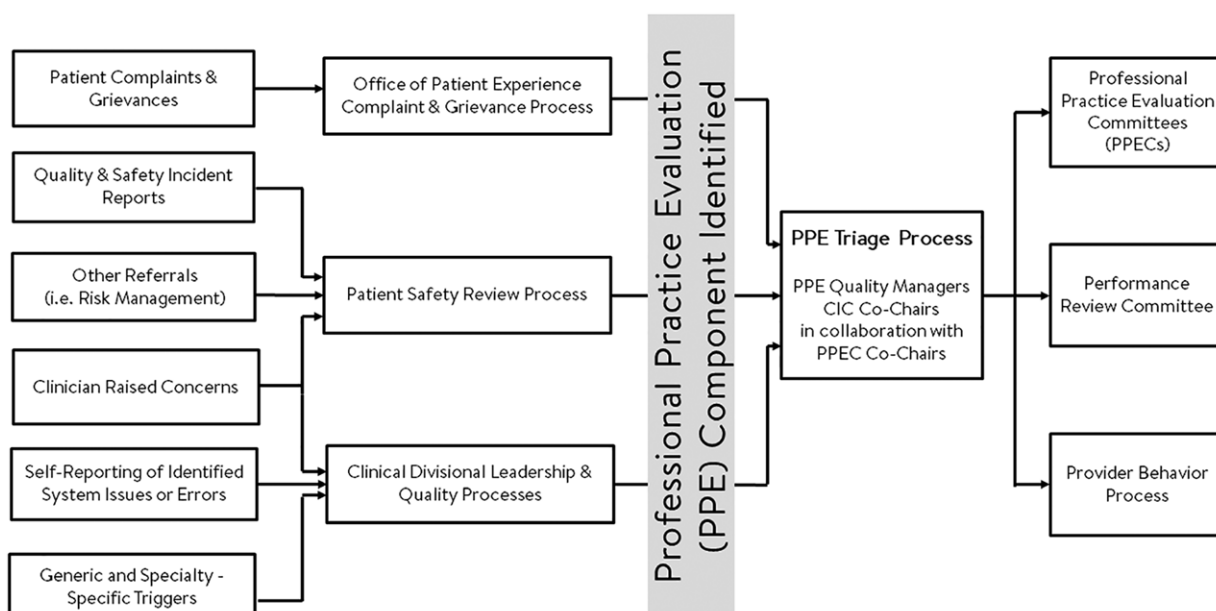 Patient Complaints &
Grievances
Quality & Safety Incident
Reports
Other Referrals
(i.e. Risk Management)
Clinician Raised Concerns
Self-Reporting of Identified
System Issues or Errors
Generic and Specialty -
Specific Triggers
Office of Patient Experience
Complaint & Grievance Process
Patient Safety Review Process
Clinical Divisional Leadership &
Quality Processes
Professional Practice Evaluation
(PPE) Component Identified
PPE Triage Process
PPE Quality Managers
CIC Co-Chairs
in collaboration with
PPEC Co-Chairs
Professional
Practice Evaluation
Committees
(PPECs)
Performance
Review Committee
Provider Behavior
Process